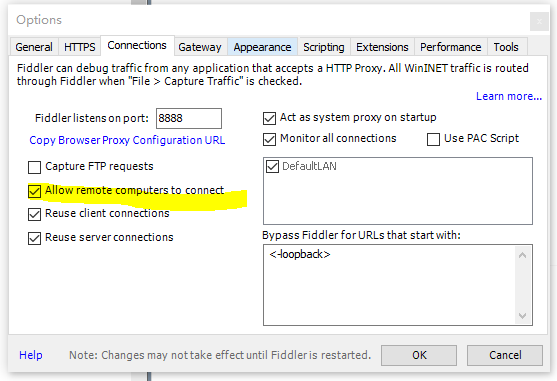 Options
General HTTPS Connections Gateway Appearance Scripting Extensions Performance Tools
Fiddler can debug traffic from any application that accepts a HTTP Proxy. All WinINET traffic is routed
through Fiddler when "File > Capture Traffic" is checked.
Learn more...
Fiddler listens on port: 8888
Copy Browser Proxy Configuration URL
Capture FTP requests
Allow remote computers to connect
Reuse client connections
Reuse server connections
Act as system proxy on startup
Monitor all connections Use PAC Script
DefaultLAN
Bypass Fiddler for URLs that start with:
<-loopback>
Help Note: Changes may not take effect until Fiddler is restarted. OK Cancel